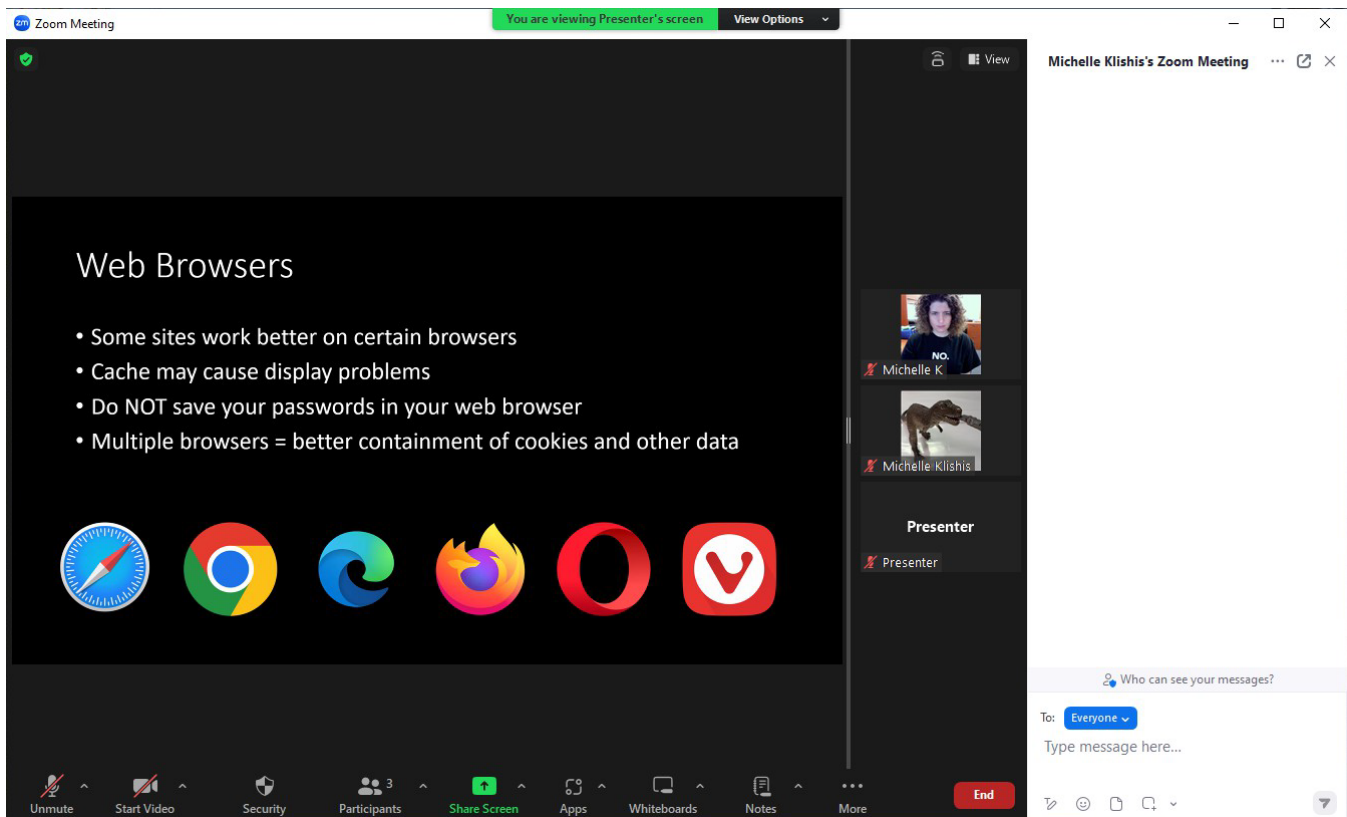 Zoom Meeting
You are viewing Presenter's screen View Options
View
Michelle Klishis's Zoom Meeting
Web Browsers
• Some sites work better on certain browsers
• Cache may cause display problems
• Do NOT save your passwords in your web browser
• Multiple browsers = better containment of cookies and other data
NO.
Michelle K
Michelle Klishis
Presenter
Presenter
Who can see your messages?
To: Everyone
Type message here...
Unmute Start Video Security Participants 3 Share Screen Apps Whiteboards Notes More End